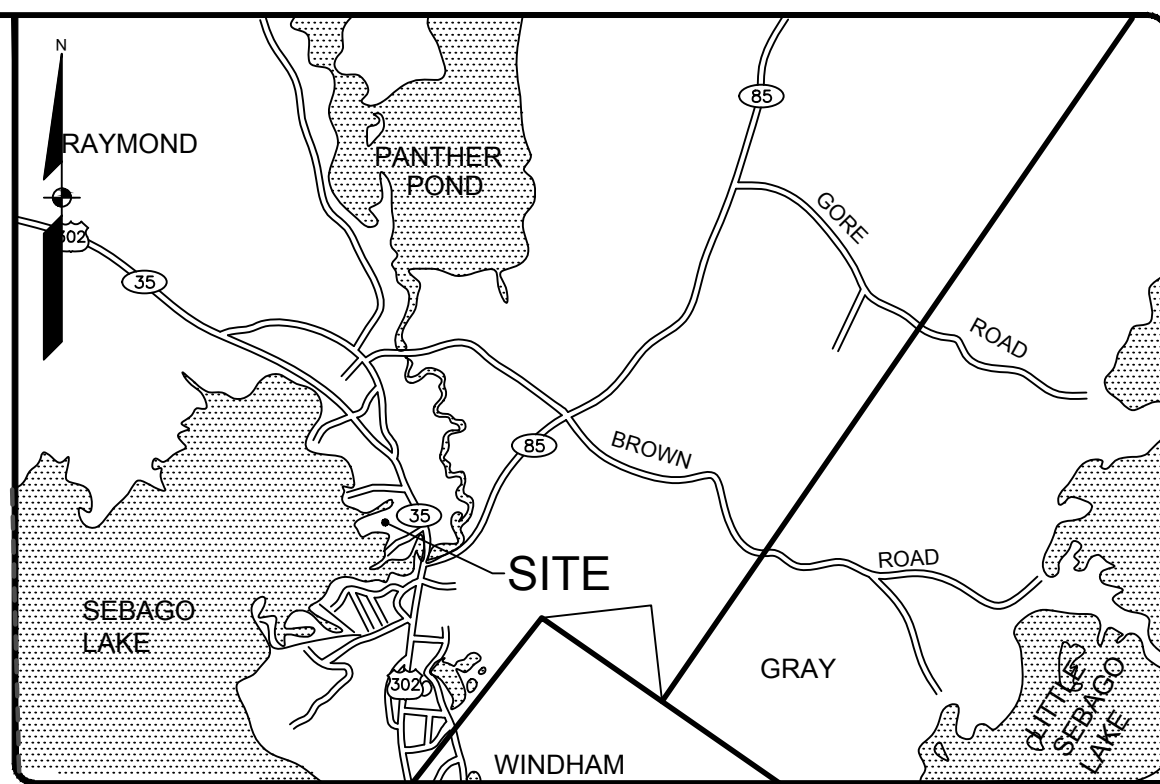 N
RAYMOND
302
35
PANTHER
POND
85
GORE
ROAD
35
85
BROWN
ROAD
SITE
SEBAGO
LAKE
302
GRAY
WINDHAM
LITTLE
SEBAGO
LAKE